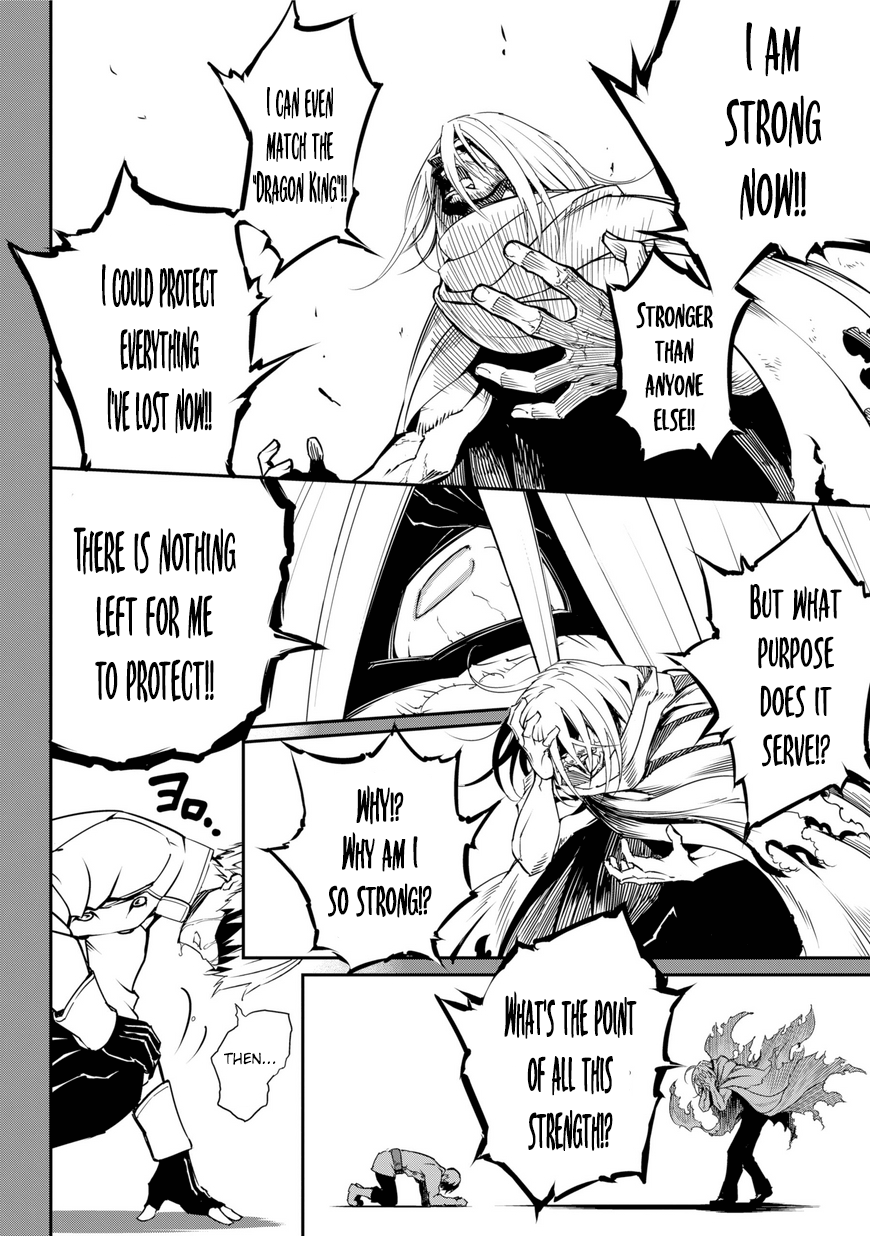 I AM
STRONG
NOW!!
STRONGER
THAN
ANYONE
ELSE!!
I CAN EVEN
MATCH THE
"DRAGON KING"!!
I COULD PROTECT
EVERYTHING
I'VE LOST NOW!!
BUT WHAT
PURPOSE
DOES IT
SERVE!?
THERE IS NOTHING
LEFT FOR ME
TO PROTECT!!
WHY!?
WHY AM I
SO STRONG!?
WHAT'S THE POINT
OF ALL THIS
STRENGTH!?
ヨロ..
THEN...